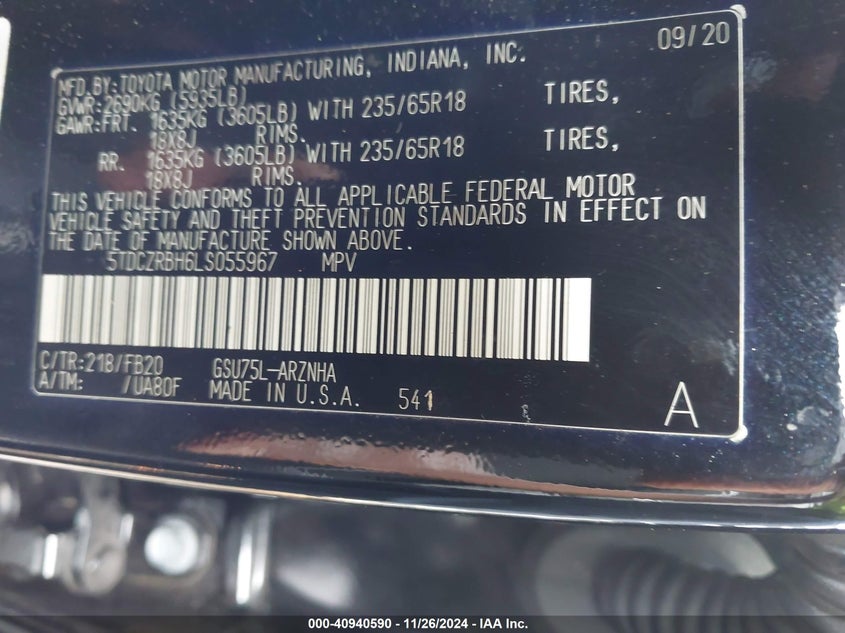 09/20
MFD.BY:TOYOTA MOTOR MANUFACTURING, INDIANA, INC.
GVWR:2690KG (5935LB)
GAWR:FRT. 1635KG (3605LB) WITH 235/65R18 TIRES,
18X8J RIMS.
RR. 1635KG (3605LB) WITH 235/65R18 TIRES,
18X8J RIMS.
THIS VEHICLE CONFORMS TO ALL APPLICABLE FEDERAL MOTOR
VEHICLE SAFETY AND THEFT PREVENTION STANDARDS IN EFFECT ON
THE DATE OF MANUFACTURE SHOWN ABOVE.
5TDCZRBH6LS055967 MPV
C/TR:218/FB20 GSU75L-ARZNHA
A/TM: /UA80F MADE IN U.S.A. 541
A
000-40940590 - 11/26/2024 - IAA Inc.